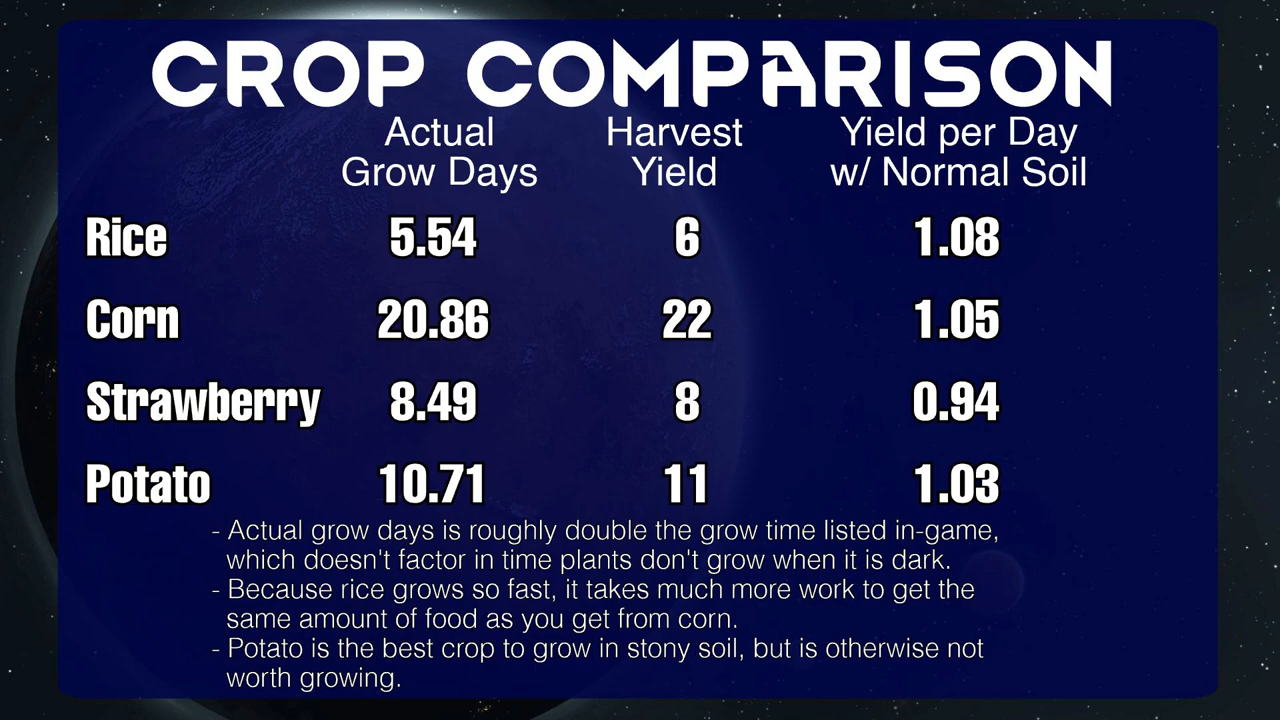 CROP COMPARISON
Actual Harvest Yield per Day
Grow Days Yield w/ Normal Soil
Rice 5.54 6 1.08
Corn 20.86 22 1.05
Strawberry 8.49 8 0.94
Potato 10.71 11 1.03
- Actual grow days is roughly double the grow time listed in-game,
which doesn't factor in time plants don't grow when it is dark.
- Because rice grows so fast, it takes much more work to get the
same amount of food as you get from corn.
- Potato is the best crop to grow in stony soil, but is otherwise not
worth growing.